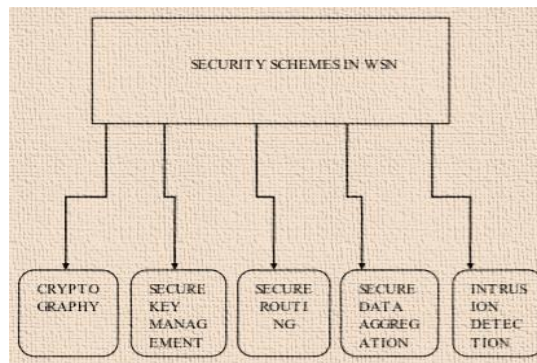 SECURITY SCHEMES IN WSN
CRYPTO
GRAPHY
SECURE
KEY
MANAG
EMENT
SECURE
ROUTI
NG
SECURE
DATA
AGGREG
ATION
INTRUS
ION
DETEC
TION